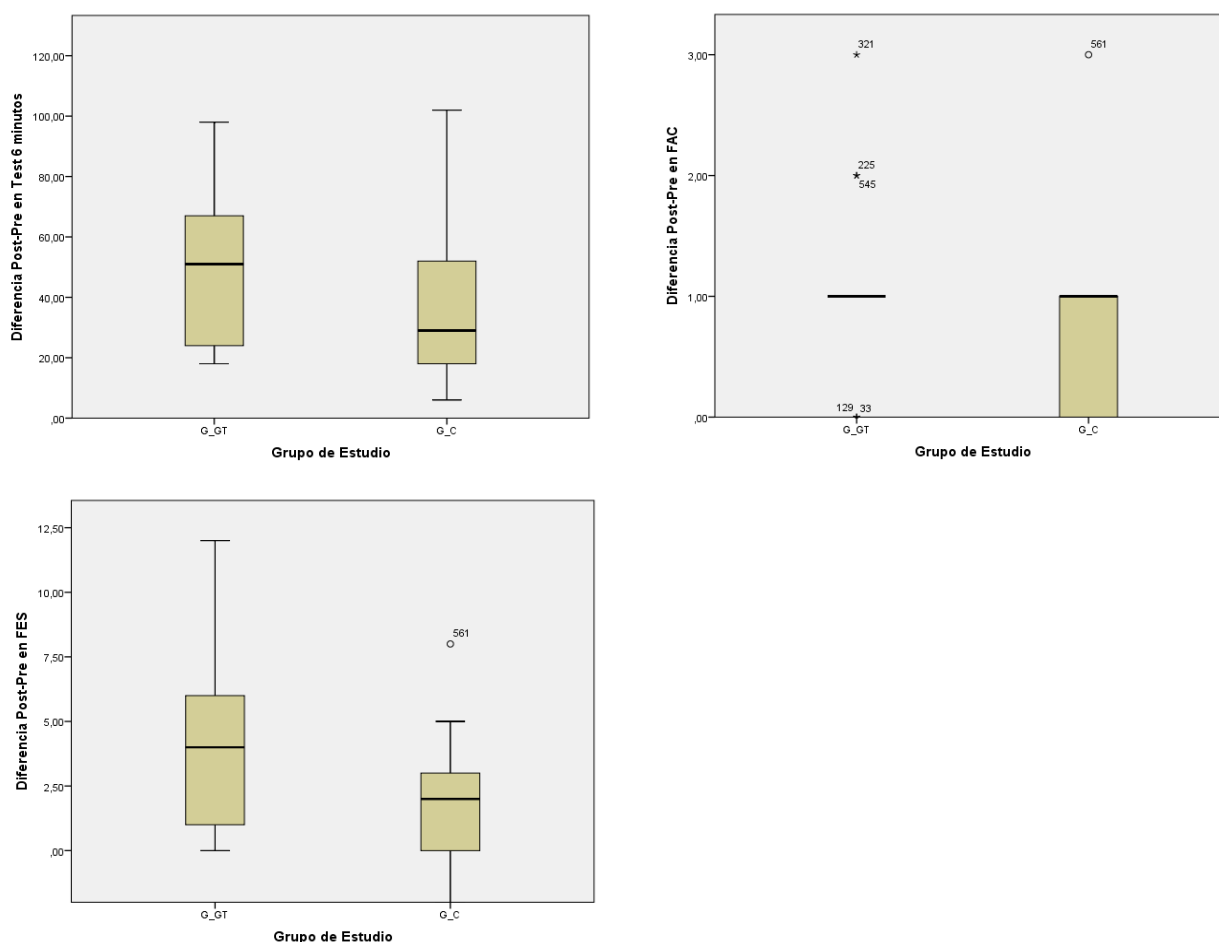 Diferencia Post-Pre en Test 6 minutos
120,00
100,00
80,00
60,00
40,00
20,00
,00
G_GT
G_C
Grupo de Estudio
Diferencia Post-Pre en FAC
3,00
2,00
1,00
,00
321
225
545
129 33
561
G_GT
G_C
Grupo de Estudio
Diferencia Post-Pre en FES
12,50
10,00
7,50
5,00
2,50
,00
561
G_GT
G_C
Grupo de Estudio